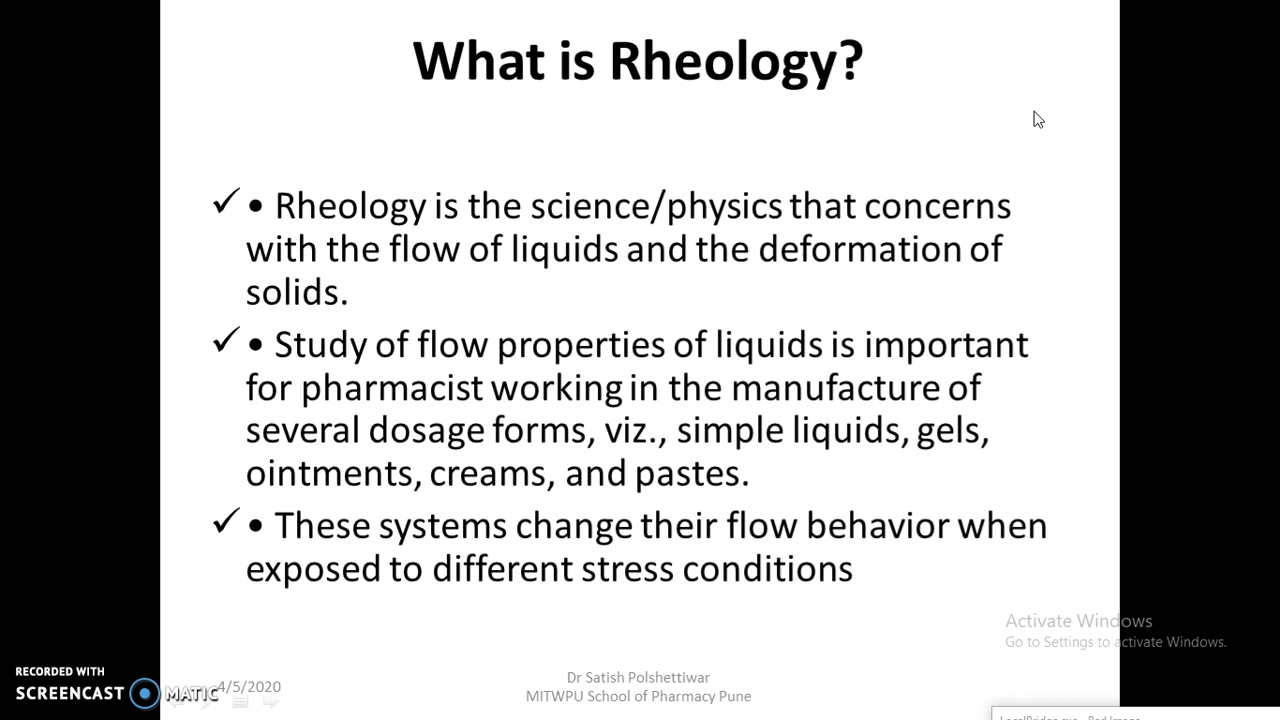 What is Rheology?
✓ • Rheology is the science/physics that concerns
with the flow of liquids and the deformation of
solids.
✓ • Study of flow properties of liquids is important
for pharmacist working in the manufacture of
several dosage forms, viz., simple liquids, gels,
ointments, creams, and pastes.
✓ • These systems change their flow behavior when
exposed to different stress conditions
Activate Windows
Go to Settings to activate Windows.
RECORDED WITH
SCREENCAST MATIC
4/5/2020
Dr Satish Polshettiwar
MITWPU School of Pharmacy Pune